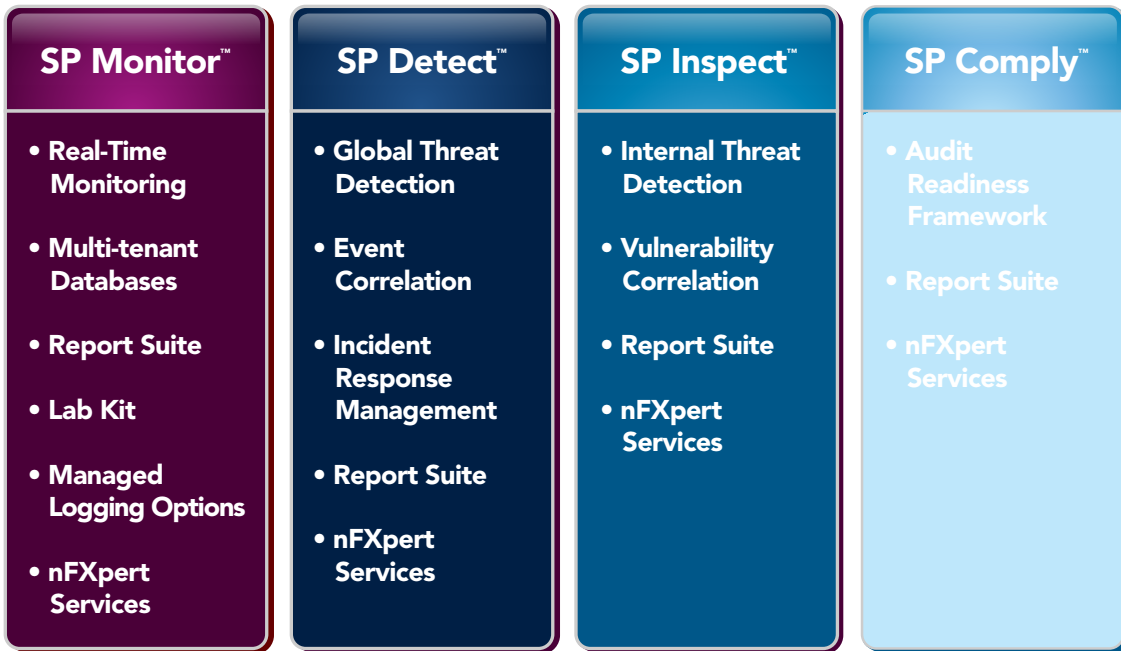 SP Monitor™
• Real-Time
Monitoring
• Multi-tenant
Databases
• Report Suite
• Lab Kit
• Managed
Logging Options
• nFXpert
Services
SP Detect™
• Global Threat
Detection
• Event
Correlation
• Incident
Response
Management
• Report Suite
• nFXpert
Services
SP Inspect™
• Internal Threat
Detection
• Vulnerability
Correlation
• Report Suite
• nFXpert
Services
SP Comply™
• Audit
Readiness
Framework
• Report Suite
• nFXpert
Services